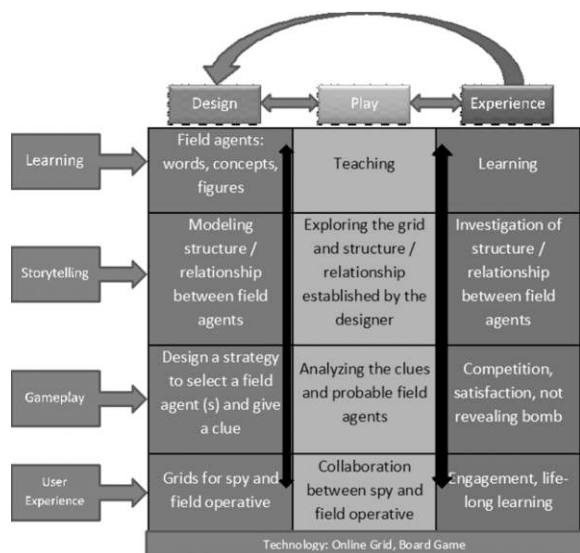 Design
Play
Experience
Learning
Field agents:
words, concepts,
figures
Teaching
Learning
Storytelling
Modeling
structure /
relationship
between field
agents
Exploring the grid
and structure /
relationship
established by the
designer
Investigation of
structure /
relationship
between field
agents
Gameplay
Design a strategy
to select a field
agent (s) and give
a clue
Analyzing the clues
and probable field
agents
Competition,
satisfaction, not
revealing bomb
User
Experience
Grids for spy and
field operative
Collaboration
between spy and
field operative
Engagement, life-
long learning
Technology: Online Grid, Board Game